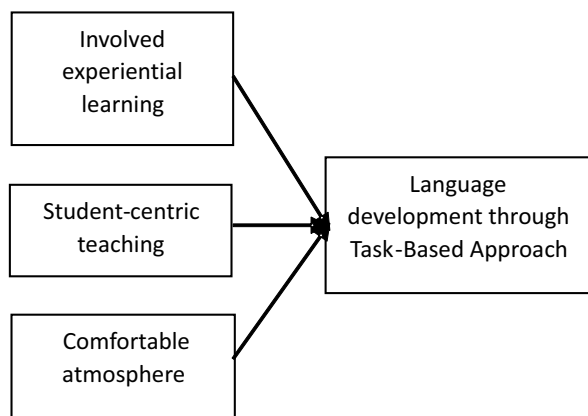 Involved
experiential
learning
Student-centric
teaching
Comfortable
atmosphere
Language
development through
Task-Based Approach